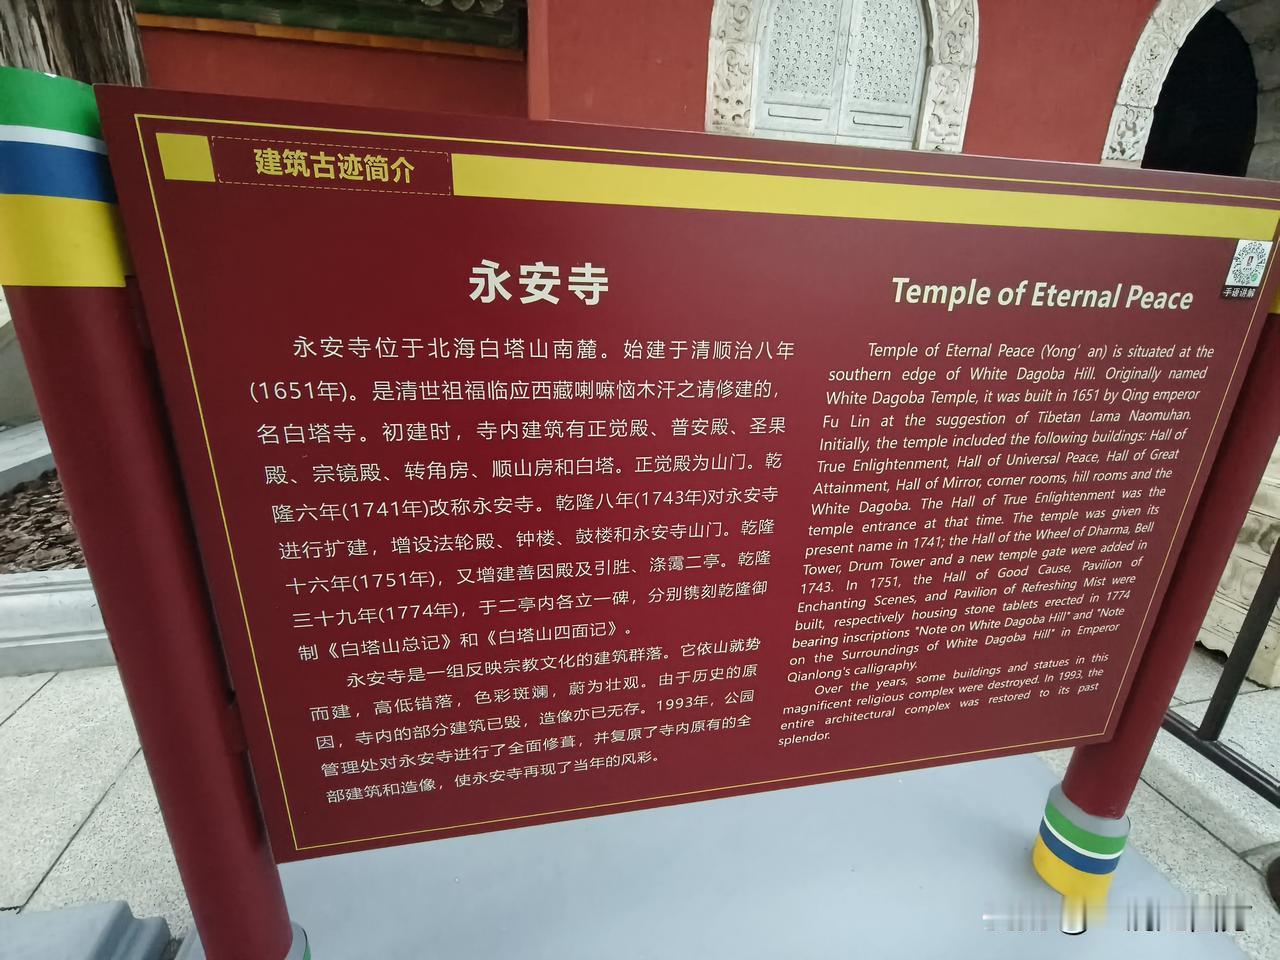 建筑古迹简介
永安寺
永安寺位于北海白塔山南麓。始建于清顺治八年
(1651年)。是清世祖福临应西藏喇嘛恼木汗之请修建的，
名白塔寺。初建时，寺内建筑有正觉殿、普安殿、圣果
殿、宗镜殿、转角房、顺山房和白塔。正觉殿为山门。乾
隆六年(1741年)改称永安寺。乾隆八年(1743年)对永安寺
进行扩建，增设法轮殿、钟楼、鼓楼和永安寺山门。乾隆
十六年(1751年)，又增建善因殿及引胜、涤霭二亭。乾隆
三十九年(1774年)，于二亭内各立一碑，分别镌刻乾隆御
制《白塔山总记》和《白塔山四面记》。
永安寺是一组反映宗教文化的建筑群落。它依山就势
而建，高低错落，色彩斑斓，蔚为壮观。由于历史的原
因，寺内的部分建筑已毁，造像亦已无存。1993年，公园
管理处对永安寺进行了全面修葺，并复原了寺内原有的全
部建筑和造像，使永安寺再现了当年的风彩。
Temple of Eternal Peace
Temple of Eternal Peace (Yong’an) is situated at the
southern edge of White Dagoba Hill. Originally named
White Dagoba Temple, it was built in 1651 by Qing emperor
Fu Lin at the suggestion of Tibetan Lama Naomuhan.
Initially, the temple included the following buildings: Hall of
True Enlightenment, Hall of Universal Peace, Hall of Great
Attainment, Hall of Mirror, corner rooms, hill rooms and the
White Dagoba. The Hall of True Enlightenment was the
temple entrance at that time. The temple was given its
present name in 1741; the Hall of the Wheel of Dharma, Bell
Tower, Drum Tower and a new temple gate were added in
1743. In 1751, the Hall of Good Cause, Pavilion of
Enchanting Scenes, and Pavilion of Refreshing Mist were
built, respectively housing stone tablets erected in 1774
bearing inscriptions "Note on White Dagoba Hill" and "Note
on the Surroundings of White Dagoba Hill" in Emperor
Qianlong's calligraphy.
Over the years, some buildings and statues in this
magnificent religious complex were destroyed. In 1993, the
entire architectural complex was restored to its past
splendor.
手语讲解